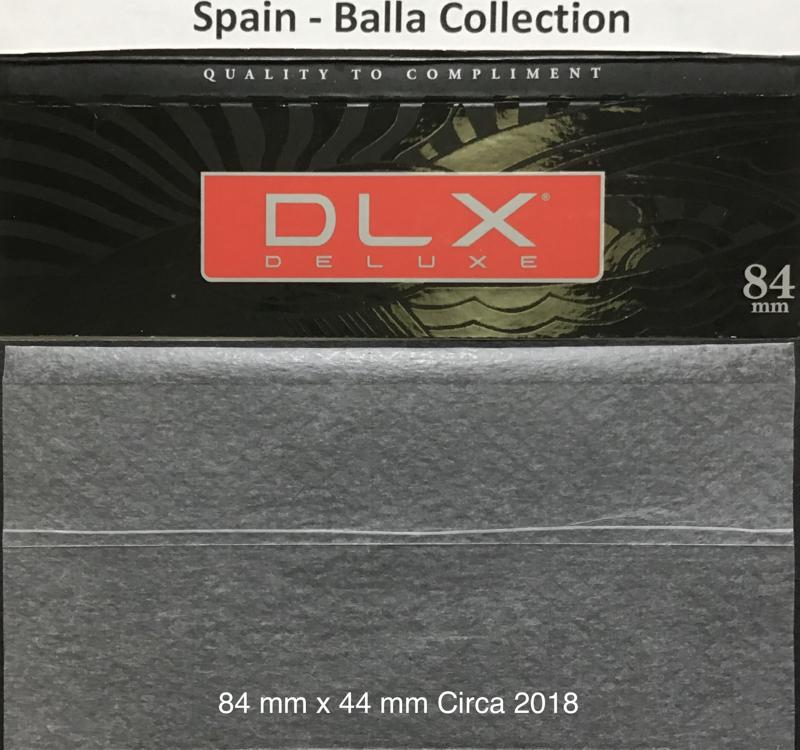 Spain - Balla Collection
QUALITY TO COMPLIMENT
DLX®
DELUXE
84
mm
84 mm x 44 mm Circa 2018